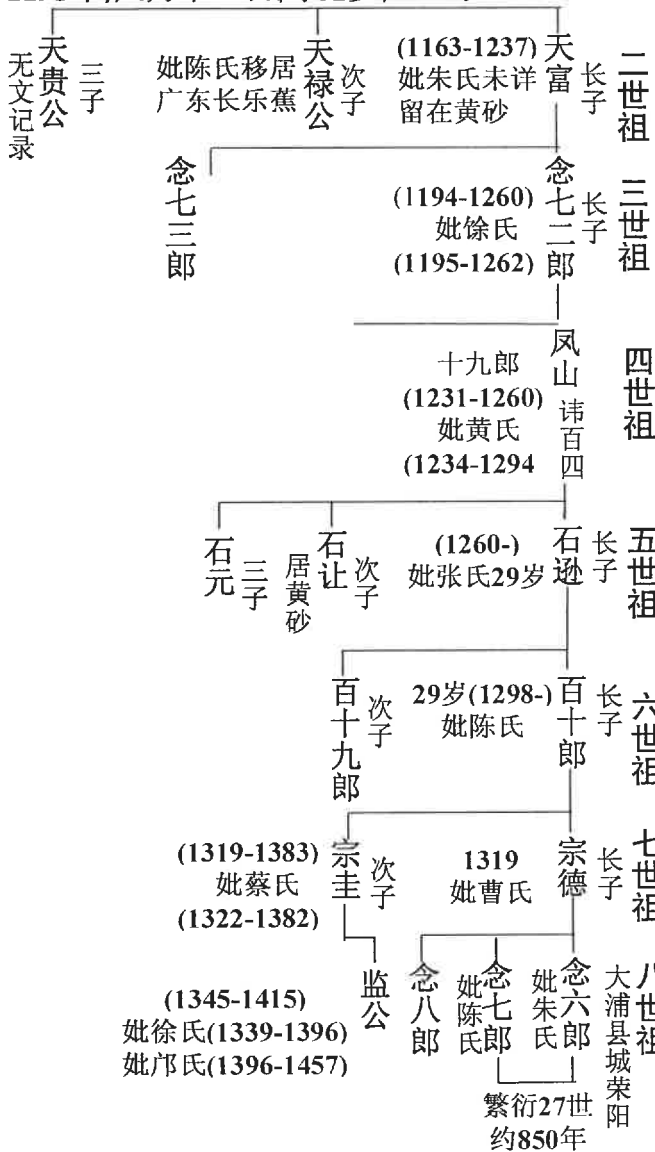 二世祖
长子
天富
(1163-1237)
妣朱氏未详
留在黄砂
次子
天禄公
妣陈氏移居
广东长乐蕉
三子
天贵公
无文记录
三世祖
长子
念七二郎
(1194-1260)
妣馀氏
(1195-1262)
念七三郎
四世祖
凤山
讳百四
十九郎
(1231-1260)
妣黄氏
(1234-1294
五世祖
长子
石逊
(1260-)
妣张氏29岁
次子
石让
居黄砂
三子
石元
六世祖
长子
百十郎
29岁(1298-)
妣陈氏
次子
百十九郎
七世祖
长子
宗德
1319
妣曹氏
次子
宗圭
(1319-1383)
妣蔡氏
(1322-1382)
八世祖
大浦县城荣阳
念六郎
妣朱氏
念七郎
妣陈氏
念八郎
监公
(1345-1415)
妣徐氏(1339-1396)
妣邝氏(1396-1457)
繁衍27世
约850年